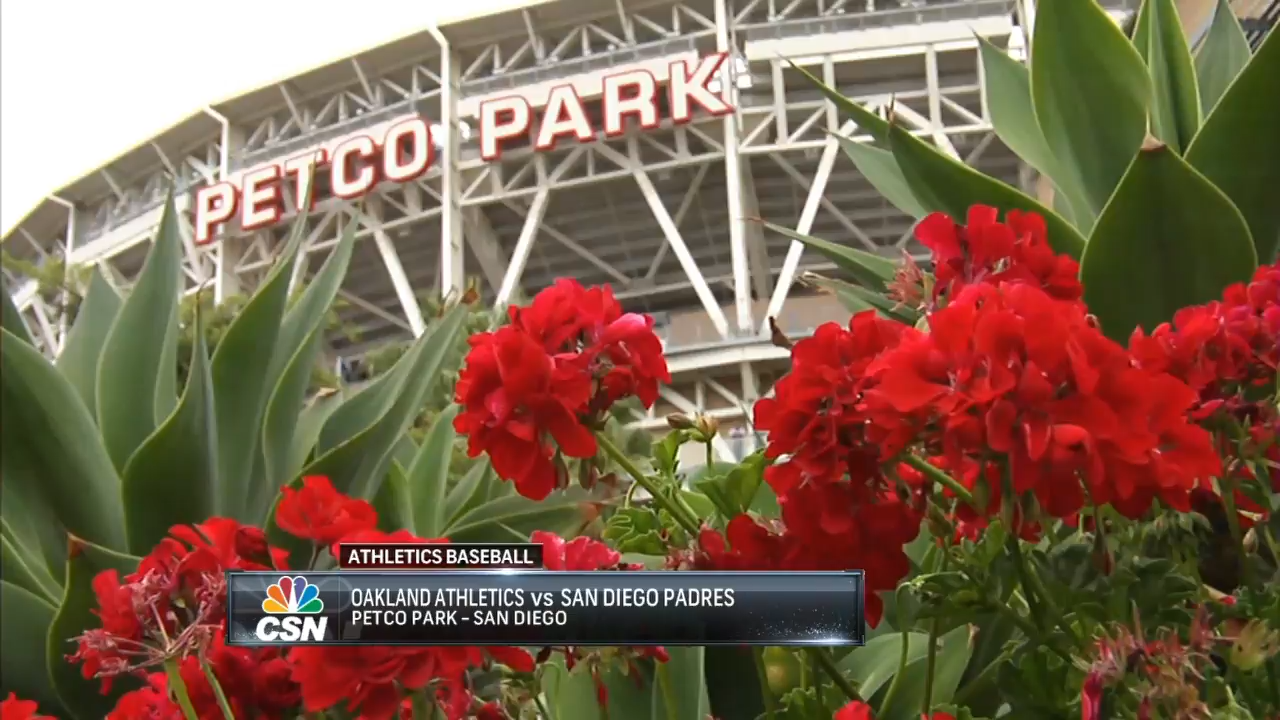 PETCO PARK
ATHLETICS BASEBALL
OAKLAND ATHLETICS vs SAN DIEGO PADRES
PETCO PARK - SAN DIEGO
CSN